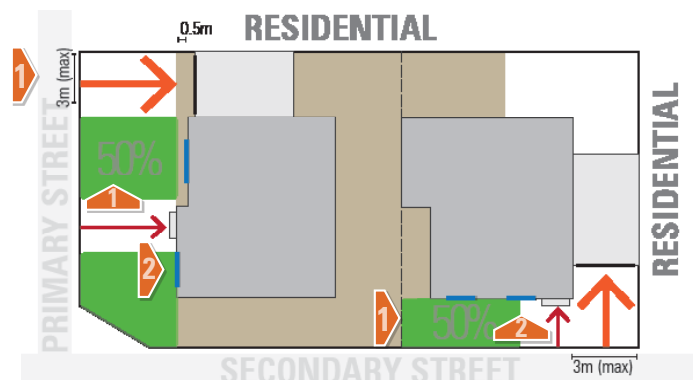 0.5m
RESIDENTIAL
1
3m (max)
50%
PRIMARY STREET
1
2
RESIDENTIAL
1
50%
2
SECONDARY STREET
3m (max)